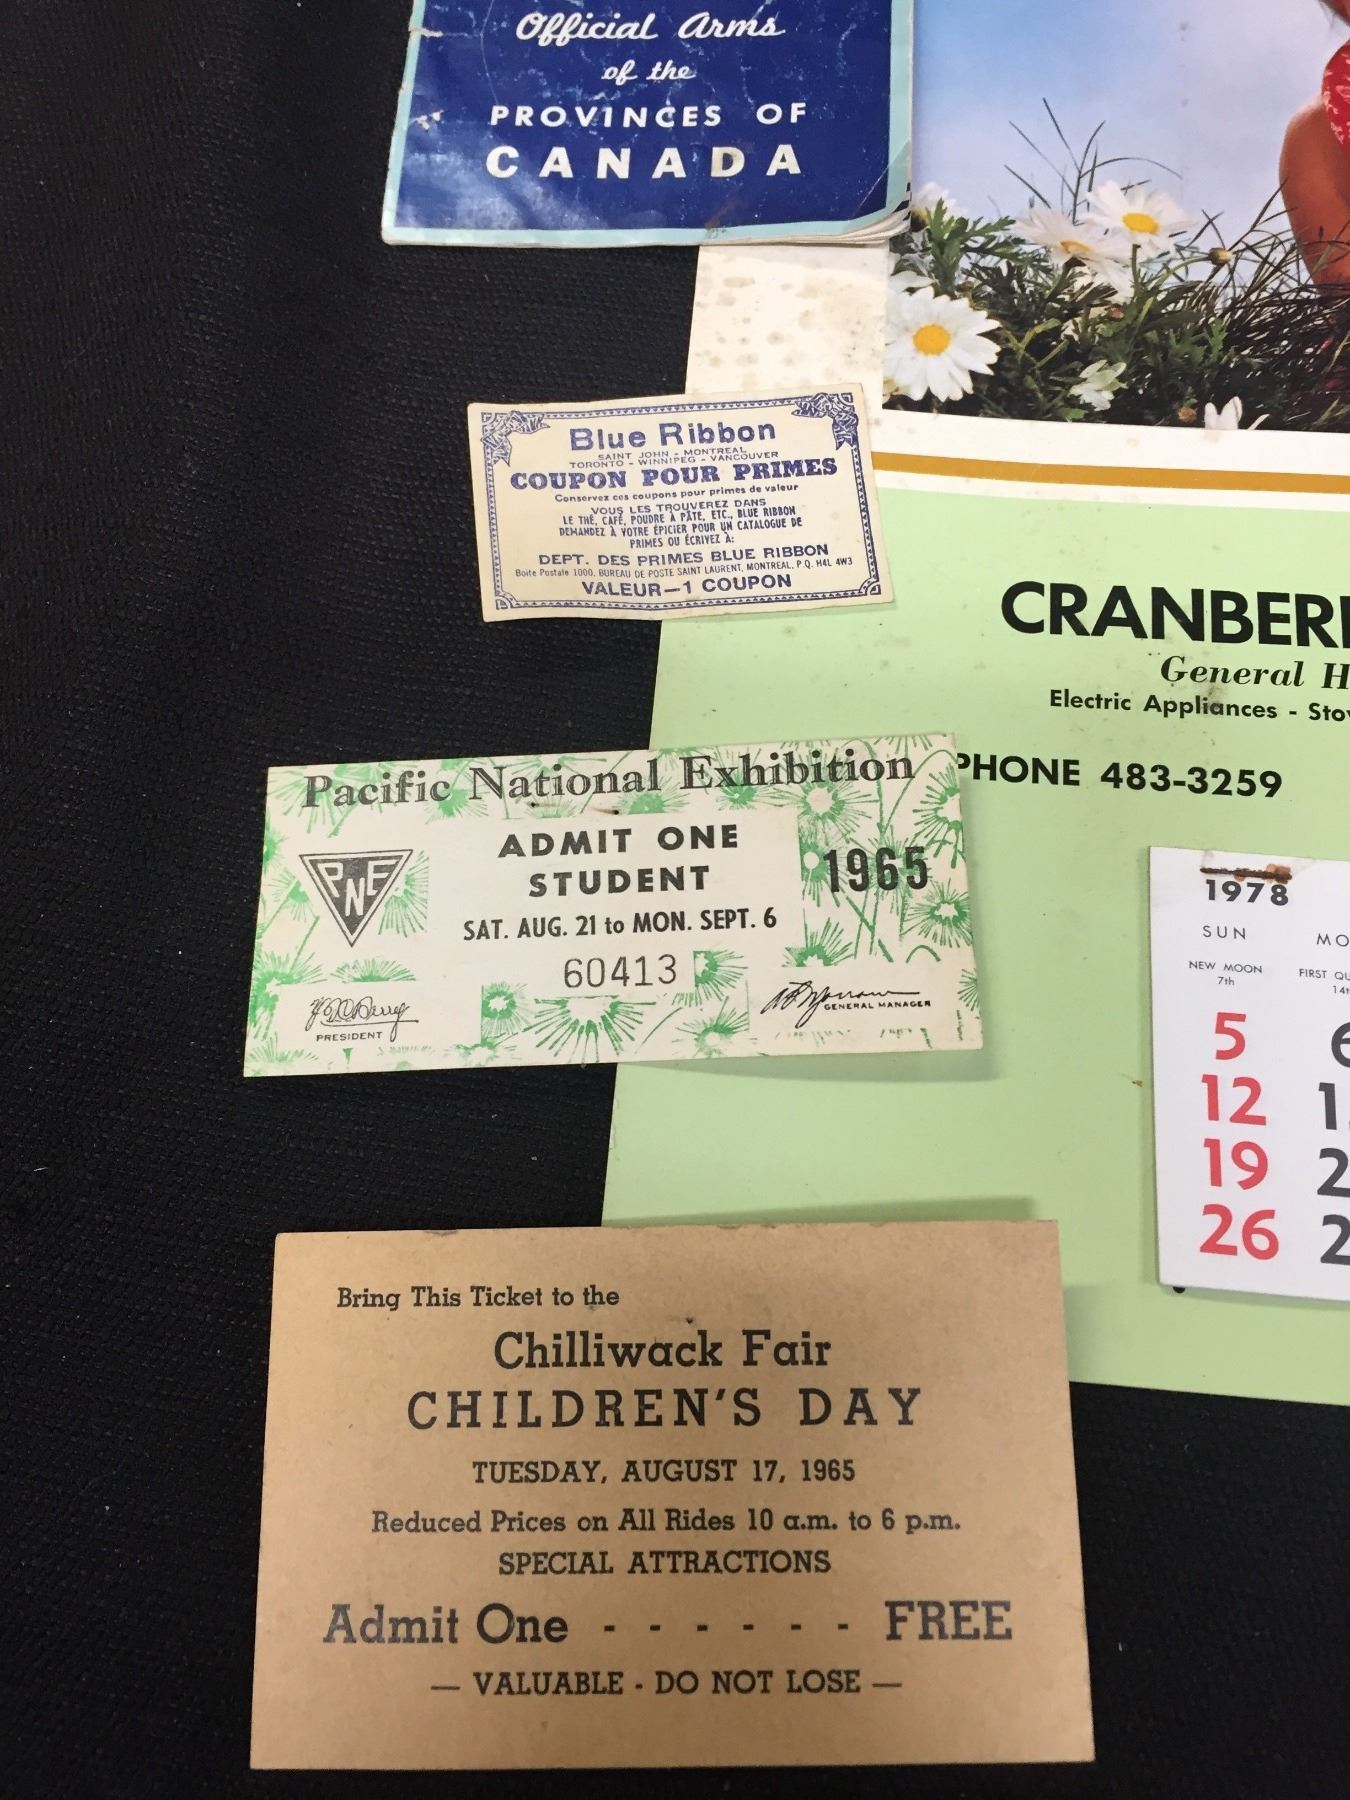 Official Arms
of the
PROVINCES OF
CANADA
Blue Ribbon
SAINT JOHN - MONTREAL
TORONTO - WINNIPEG - VANCOUVER
COUPON POUR PRIMES
Conservez ces coupons pour primes de valeur
VOUS LES TROUVEREZ DANS
LE THÉ, CAFÉ, POUDRE À PÂTE, ETC., BLUE RIBBON
DEMANDEZ À VOTRE ÉPICIER POUR UN CATALOGUE DE
PRIMES OU ÉCRIVEZ À:
DEPT. DES PRIMES BLUE RIBBON
Boite Postale 1000, BUREAU DE POSTE SAINT LAURENT, MONTREAL, P.Q. H4L 4W3
VALEUR—1 COUPON
CRANBER
General H
Electric Appliances - Stov
PHONE 483-3259
Pacific National Exhibition
ADMIT ONE
STUDENT
PNE
1965
SAT. AUG. 21 to MON. SEPT. 6
60413
PRESIDENT
GENERAL MANAGER
1978
SUN MO
NEW MOON FIRST QU
7th 14t
5 6
12 1
19 2
26 2
Bring This Ticket to the
Chilliwack Fair
CHILDREN'S DAY
TUESDAY, AUGUST 17, 1965
Reduced Prices on All Rides 10 a.m. to 6 p.m.
SPECIAL ATTRACTIONS
Admit One - - - - - - FREE
— VALUABLE - DO NOT LOSE —